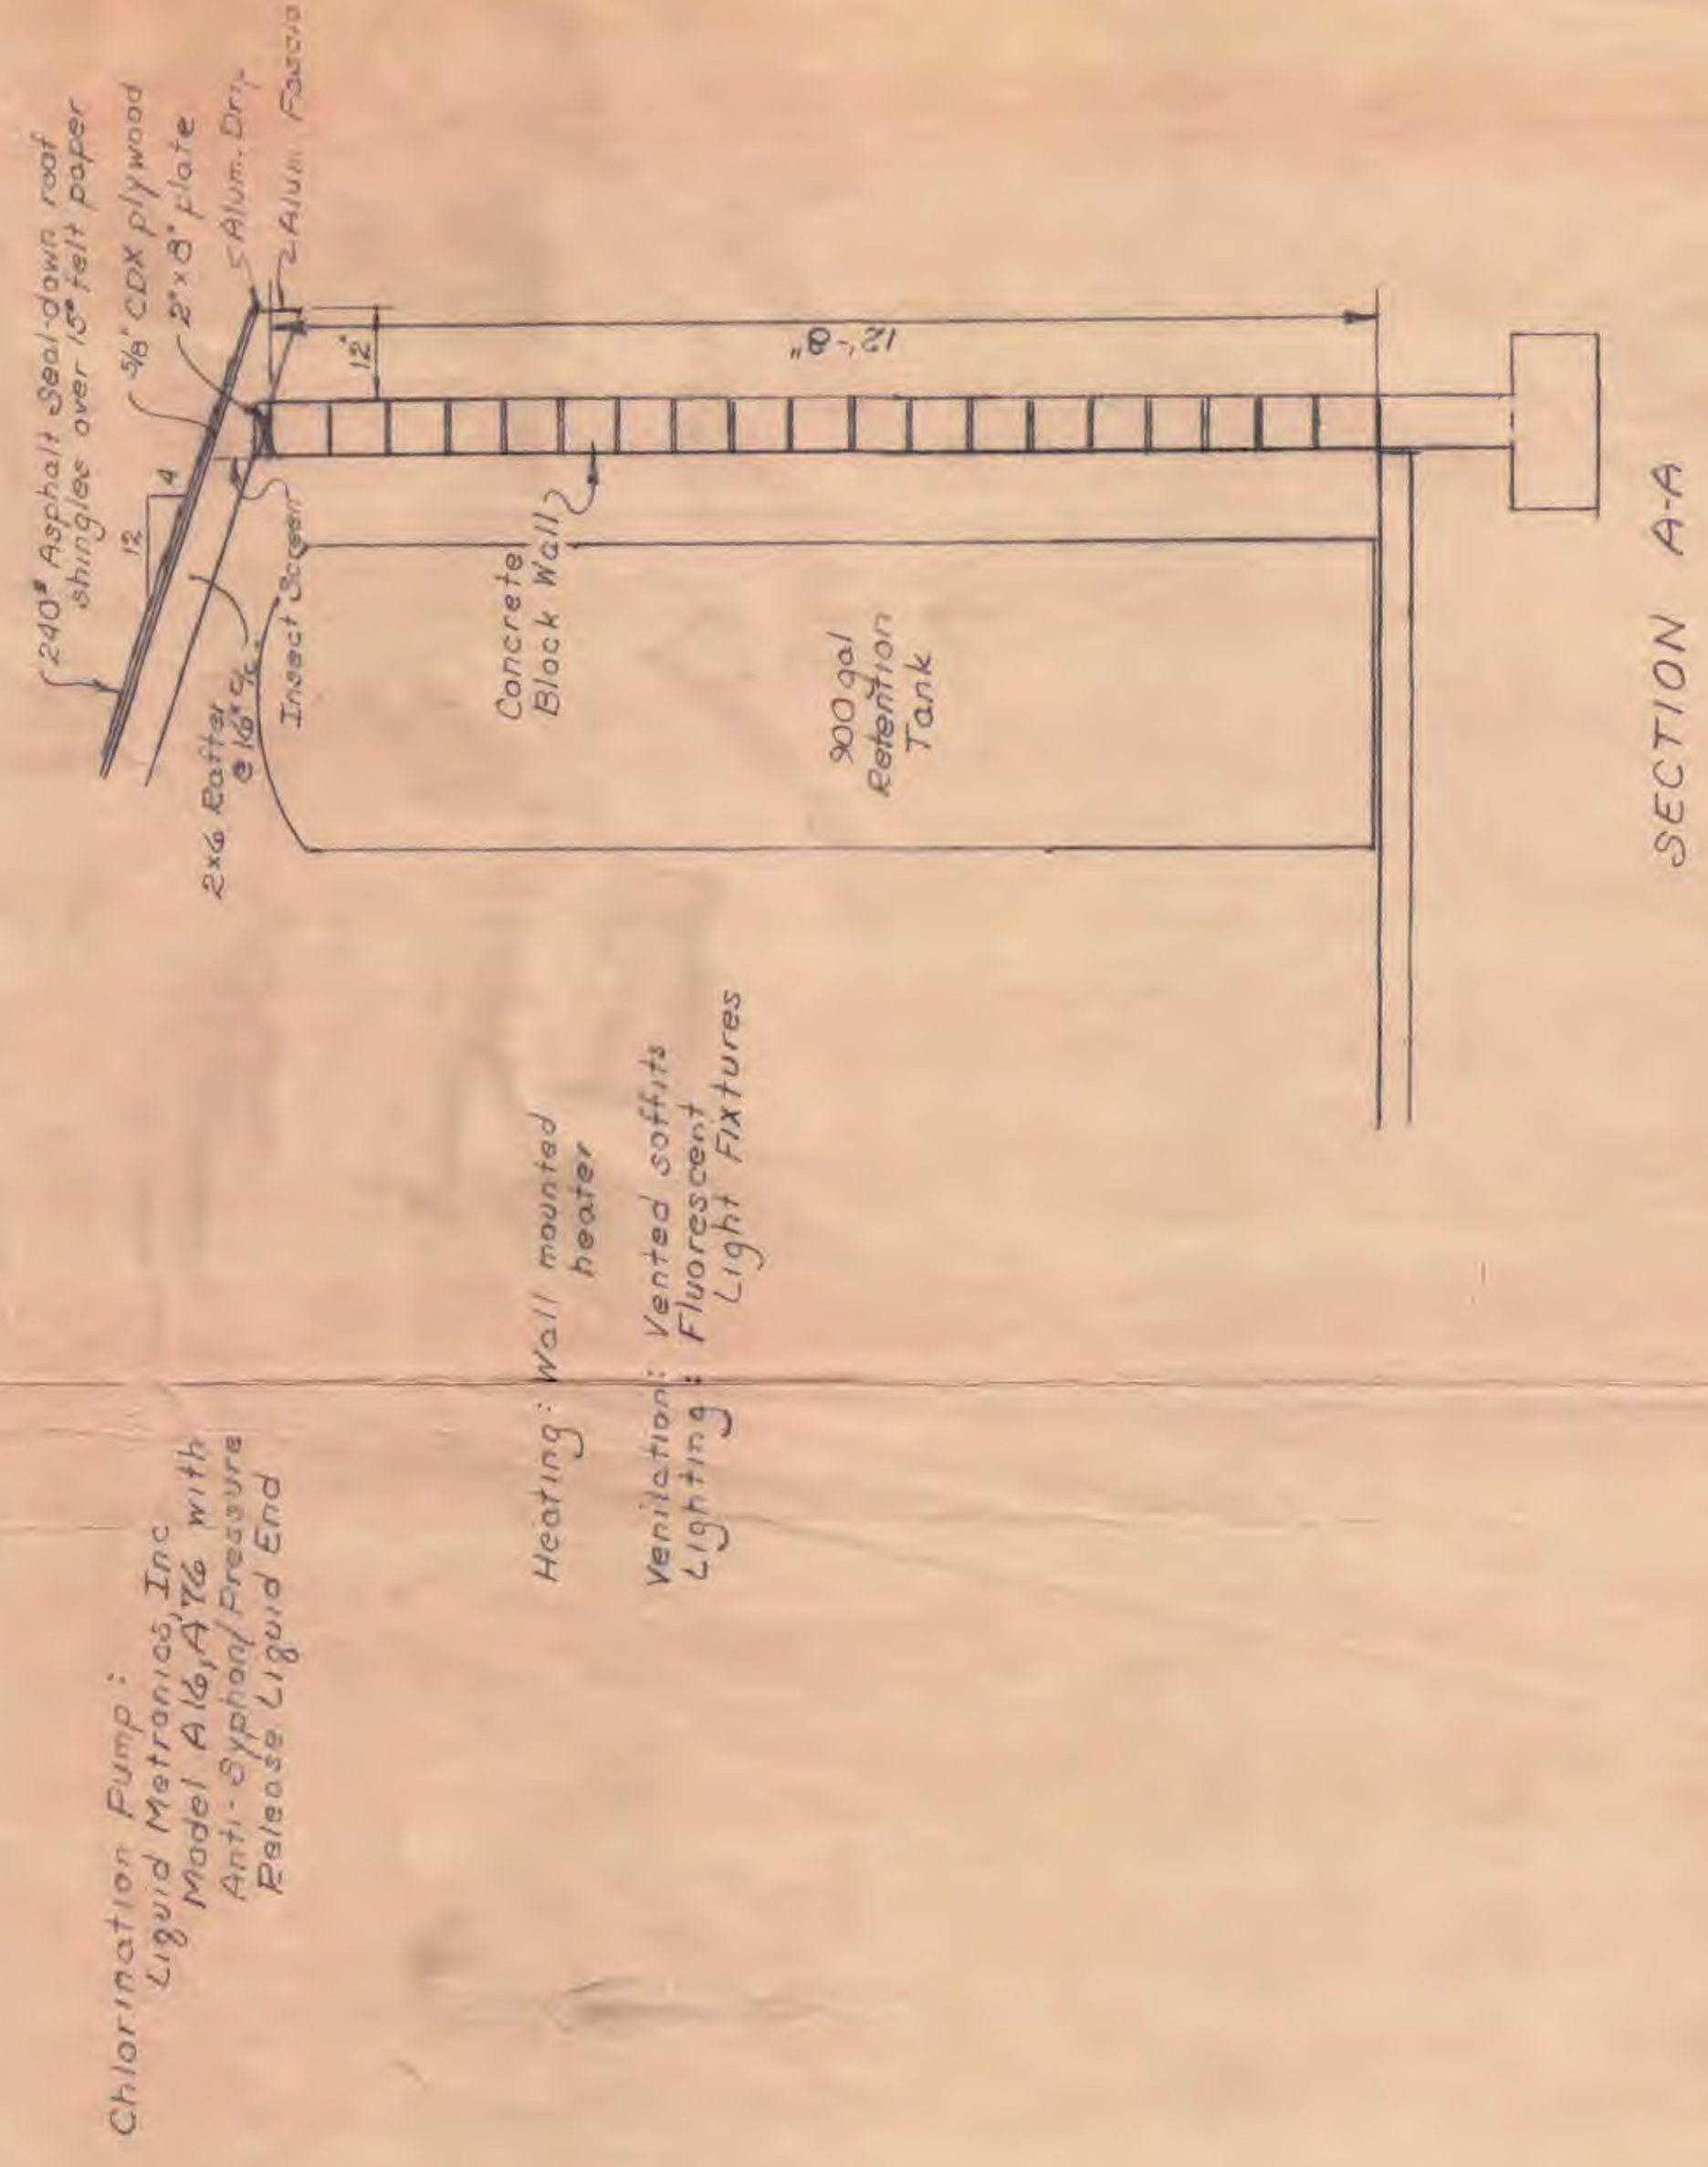 240# Asphalt Seal-down roof
shingles over 15# felt paper
5/8" CDX plywood
2"x8" plate
Alum. Drip
Alum. Fascia
12
4
12"
2x6 Rafter
@ 16" c/c
Insect Screen
Concrete
Block Wall
12'-8"
900 gal
Retention
Tank
SECTION A-A
Chlorination Pump:
Liquid Metronics, Inc
Model A16, A76 with
Anti-Syphon/Pressure
Release Liquid End
Heating: Wall mounted
heater
Venilation: Vented soffits
Lighting: Fluorescent
Light Fixtures